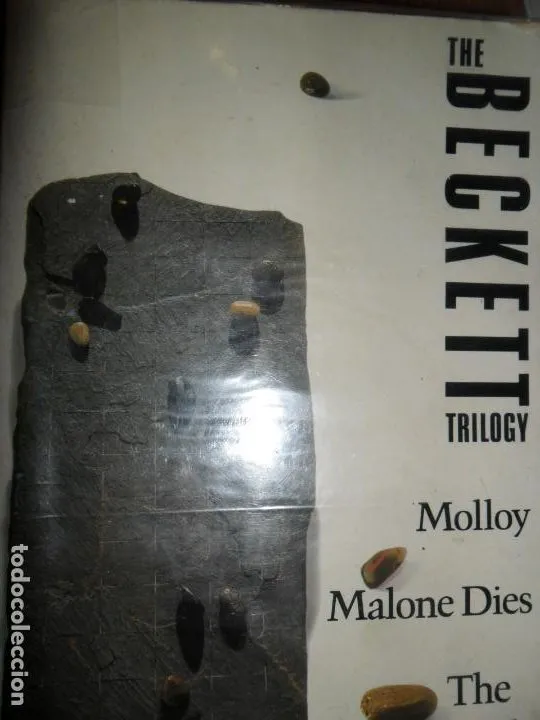 THE
BECKETT
TRILOGY
Molloy
Malone Dies
The
todocoleccion